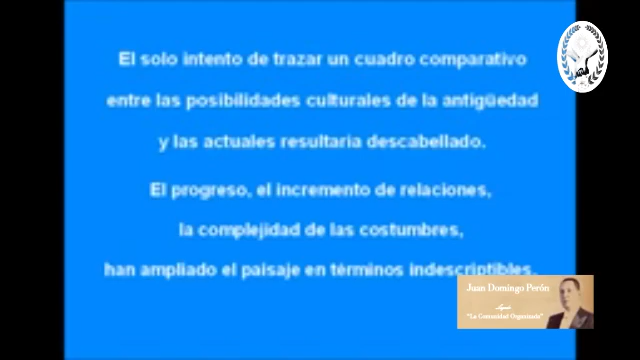 El solo intento de trazar un cuadro comparativo
entre las posibilidades culturales de la antigüedad
y las actuales resultaria descabellado.
El progreso, el incremento de relaciones,
la complejidad de las costumbres,
han ampliado el paisaje en términos indescriptibles.
Juan Domingo Perón
"La Comunidad Organizada"